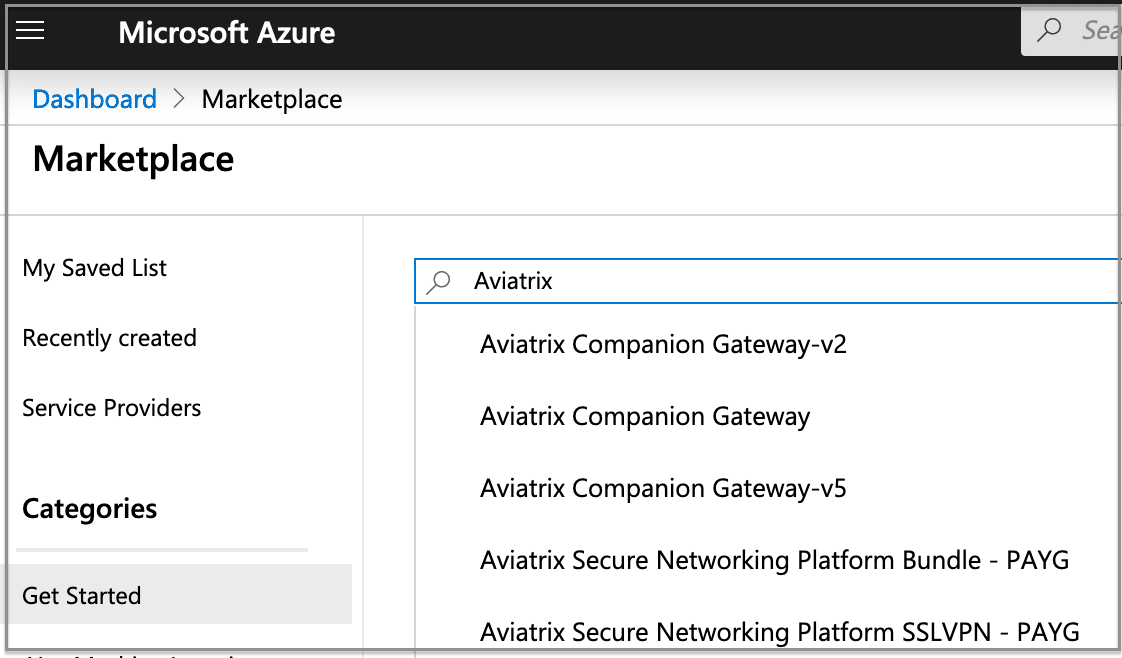 Microsoft Azure
Sea
Dashboard > Marketplace
Marketplace
My Saved List
Recently created
Service Providers
Categories
Get Started
Aviatrix
Aviatrix Companion Gateway-v2
Aviatrix Companion Gateway
Aviatrix Companion Gateway-v5
Aviatrix Secure Networking Platform Bundle - PAYG
Aviatrix Secure Networking Platform SSLVPN - PAYG